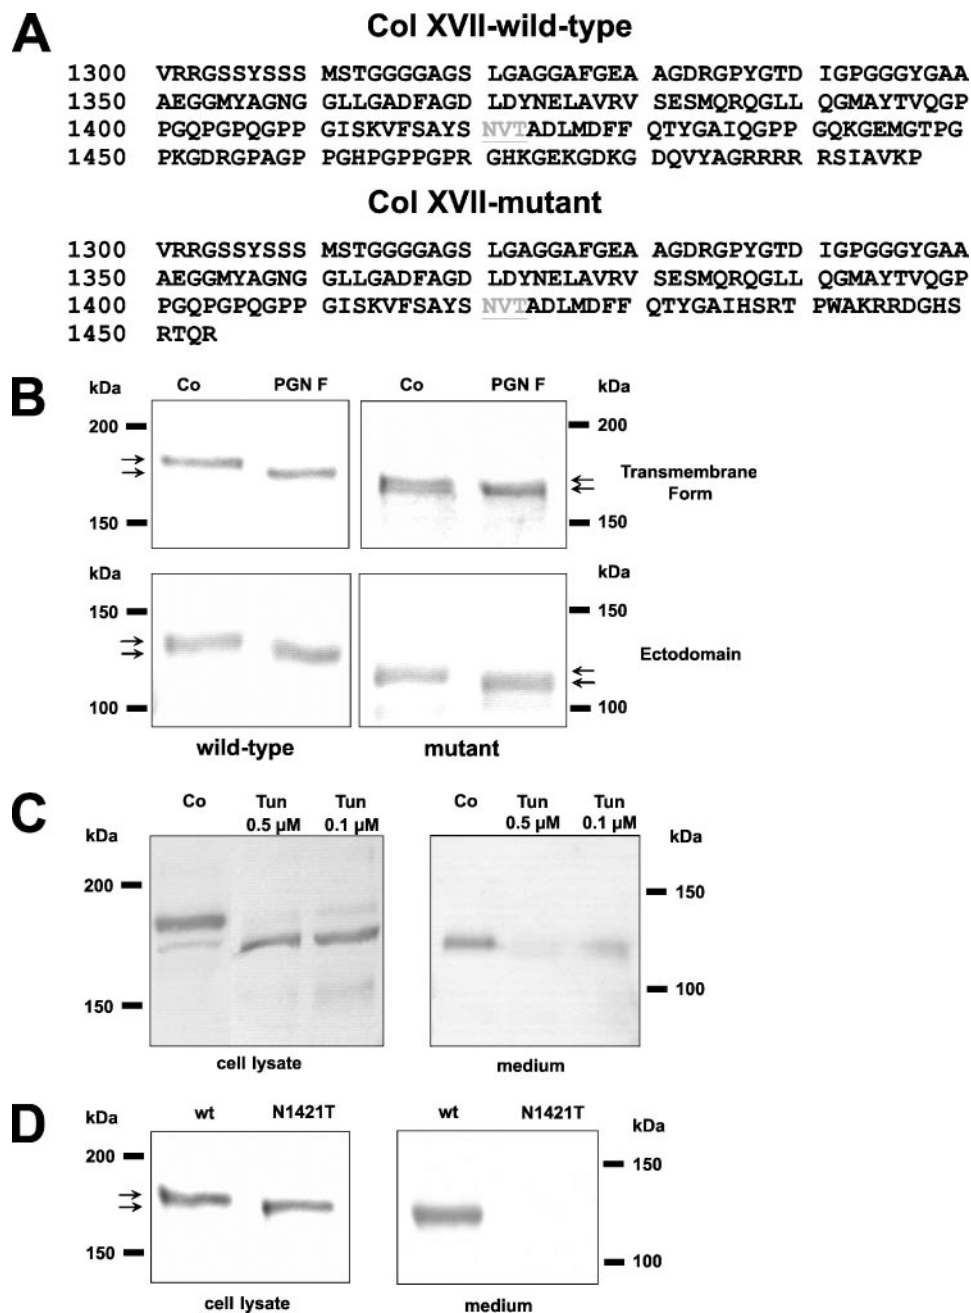 A
Col XVII-wild-type
1300 VRRGSSYSSS MSTGGGGAGS LGAGGAFGEA AGDRGPYGTD IGPGGGYGAA
1350 AEGGMYAGNG GLLGADFAGD LDYNELAVRV SESMQRQGLL QGMAYTVQGP
1400 PGQPGPQGPP GISKVFSAYS NVTADLMDFF QTYGAIQGPP GQKGEMGTPG
1450 PKGDRGPAGP PGHPGPPGPR GHKGEKGDKG DQVYAGRRRR RSIAVKP
Col XVII-mutant
1300 VRRGSSYSSS MSTGGGGAGS LGAGGAFGEA AGDRGPYGTD IGPGGGYGAA
1350 AEGGMYAGNG GLLGADFAGD LDYNELAVRV SESMQRQGLL QGMAYTVQGP
1400 PGQPGPQGPP GISKVFSAYS NVTADLMDFF QTYGAIHSRT PWAKRRDGHS
1450 RTQR
B
kDa Co PGN F Co PGN F kDa
200 200
Transmembrane
Form
150 150
kDa kDa
150 150
Ectodomain
100 100
wild-type mutant
C
Co Tun Tun Co Tun Tun
0.5 µM 0.1 µM 0.5 µM 0.1 µM
kDa kDa
200 150
150 100
cell lysate medium
D
kDa wt N1421T wt N1421T kDa
200 150
150 100
cell lysate medium